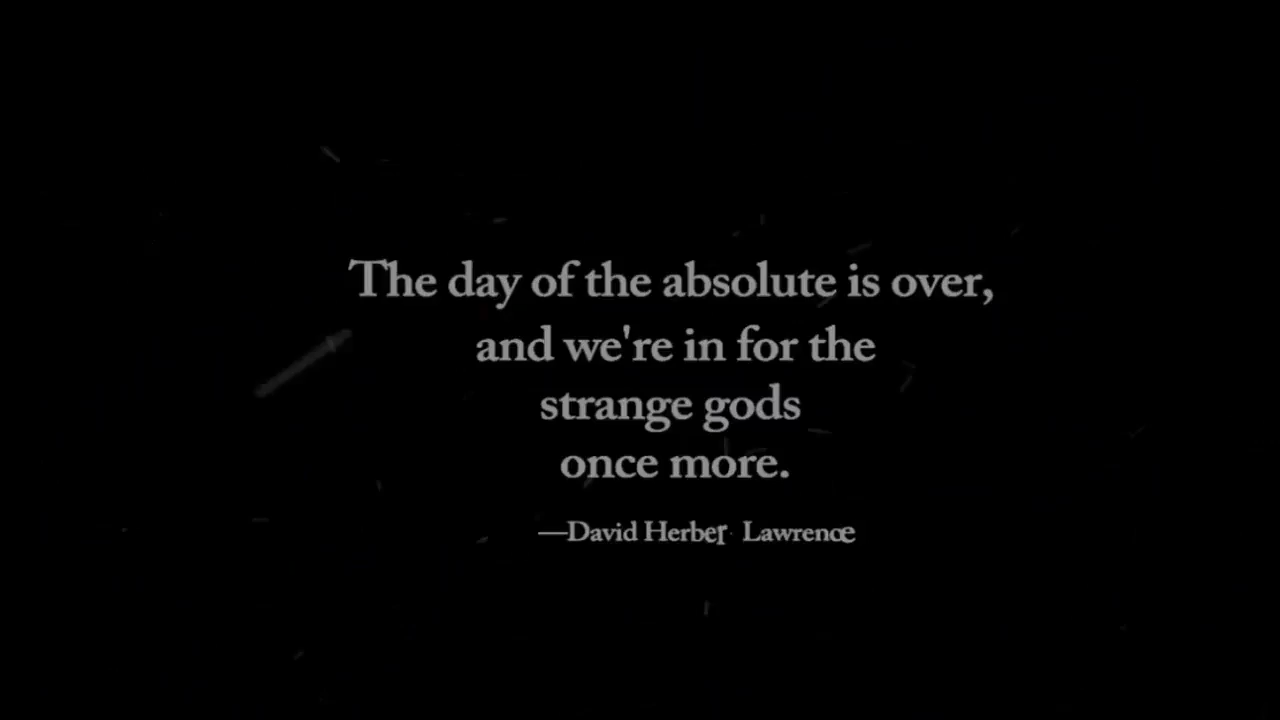 The day of the absolute is over,
and we're in for the
strange gods
once more.
—David Herber Lawrence